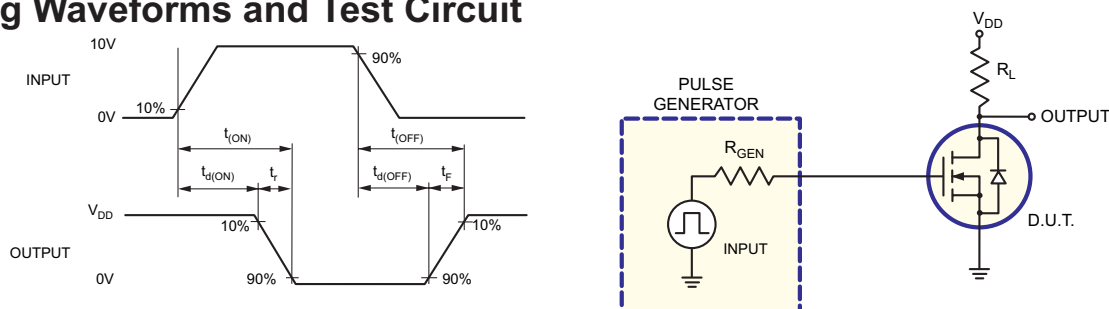 g Waveforms and Test Circuit
10V
INPUT
90%
10%
0V
t(ON)
t(OFF)
td(ON)
tr
td(OFF)
tF
VDD
10%
10%
OUTPUT
0V
90%
90%
VDD
RL
PULSE
GENERATOR
OUTPUT
RGEN
D.U.T.
INPUT